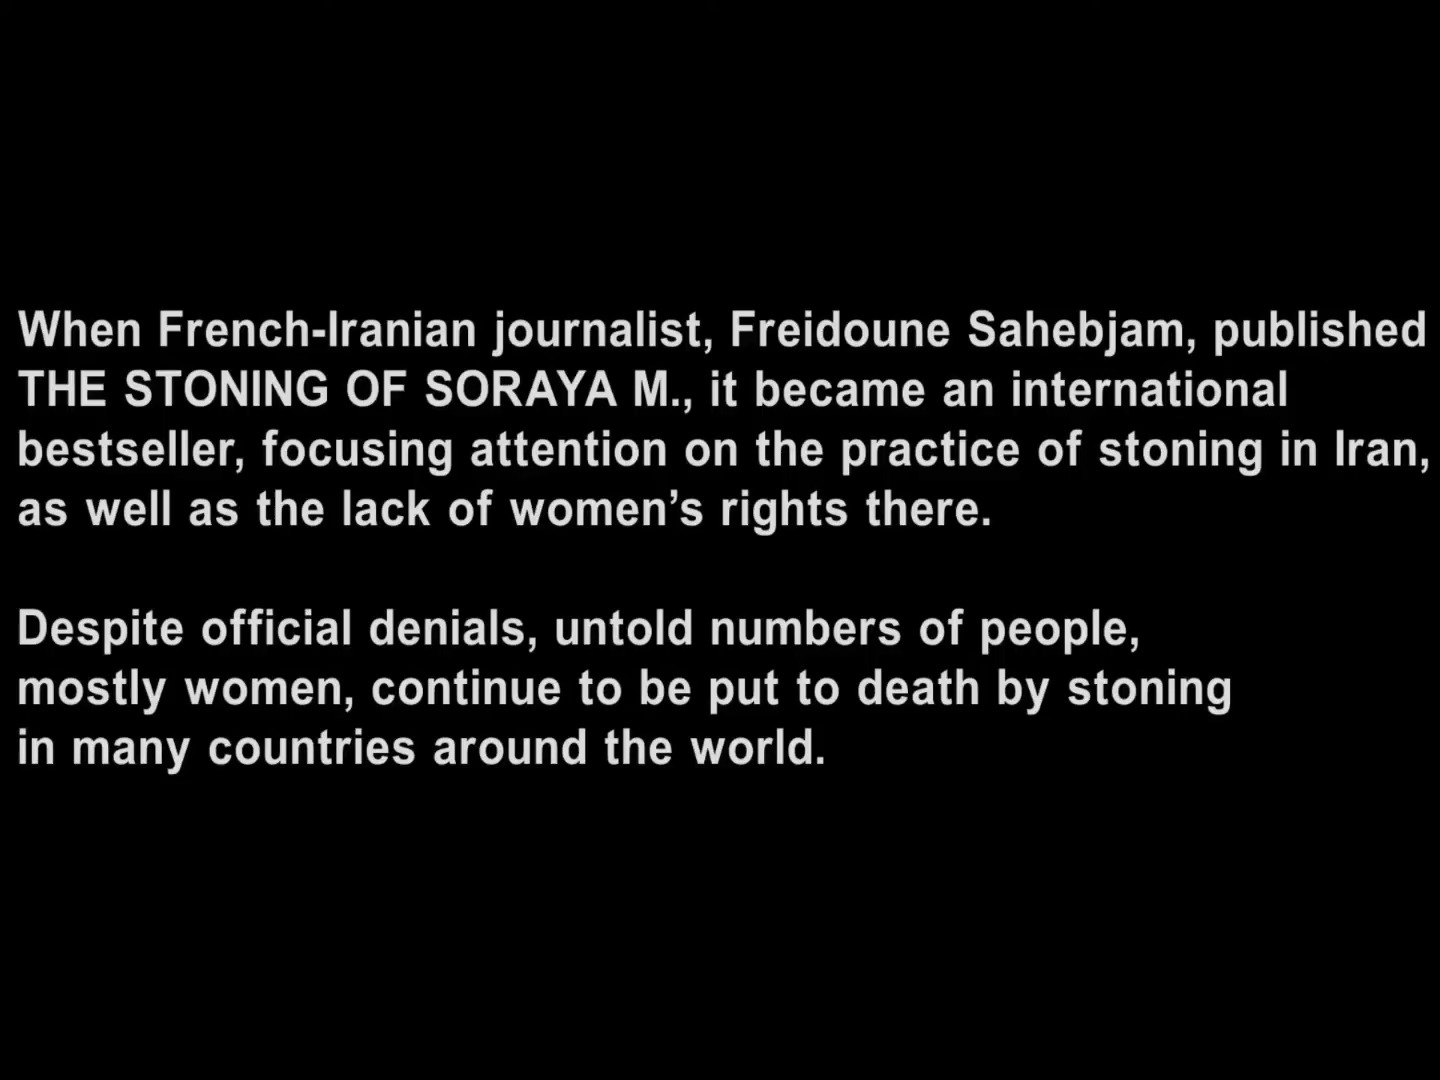 When French-Iranian journalist, Freidoune Sahebjam, published
THE STONING OF SORAYA M., it became an international
bestseller, focusing attention on the practice of stoning in Iran,
as well as the lack of women’s rights there.
Despite official denials, untold numbers of people,
mostly women, continue to be put to death by stoning
in many countries around the world.